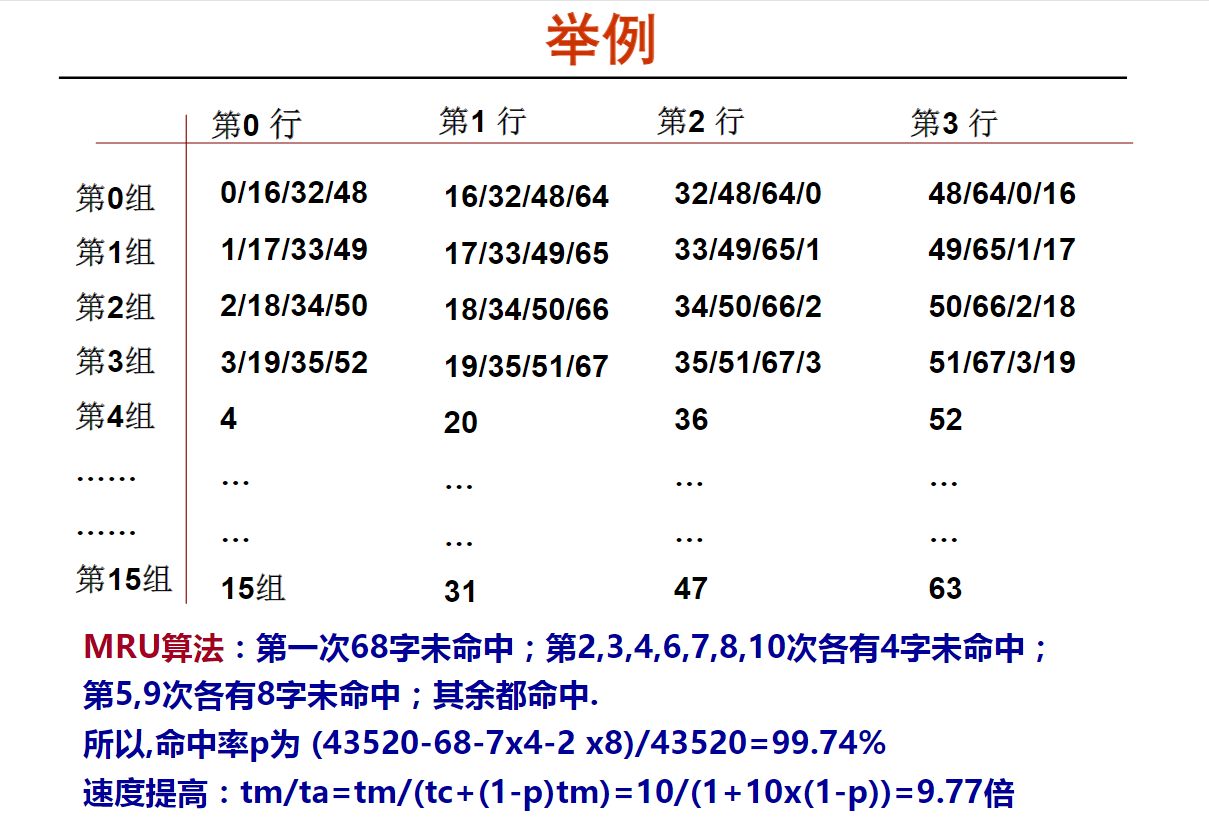 举例
第0 行 第1 行 第2 行 第3 行
第0组 0/16/32/48 16/32/48/64 32/48/64/0 48/64/0/16
第1组 1/17/33/49 17/33/49/65 33/49/65/1 49/65/1/17
第2组 2/18/34/50 18/34/50/66 34/50/66/2 50/66/2/18
第3组 3/19/35/52 19/35/51/67 35/51/67/3 51/67/3/19
第4组 4 20 36 52
…… … … … …
…… … … … …
第15组 15组 31 47 63
MRU算法：第一次68字未命中；第2,3,4,6,7,8,10次各有4字未命中；
第5,9次各有8字未命中；其余都命中.
所以,命中率p为 (43520-68-7x4-2 x8)/43520=99.74%
速度提高：tm/ta=tm/(tc+(1-p)tm)=10/(1+10x(1-p))=9.77倍